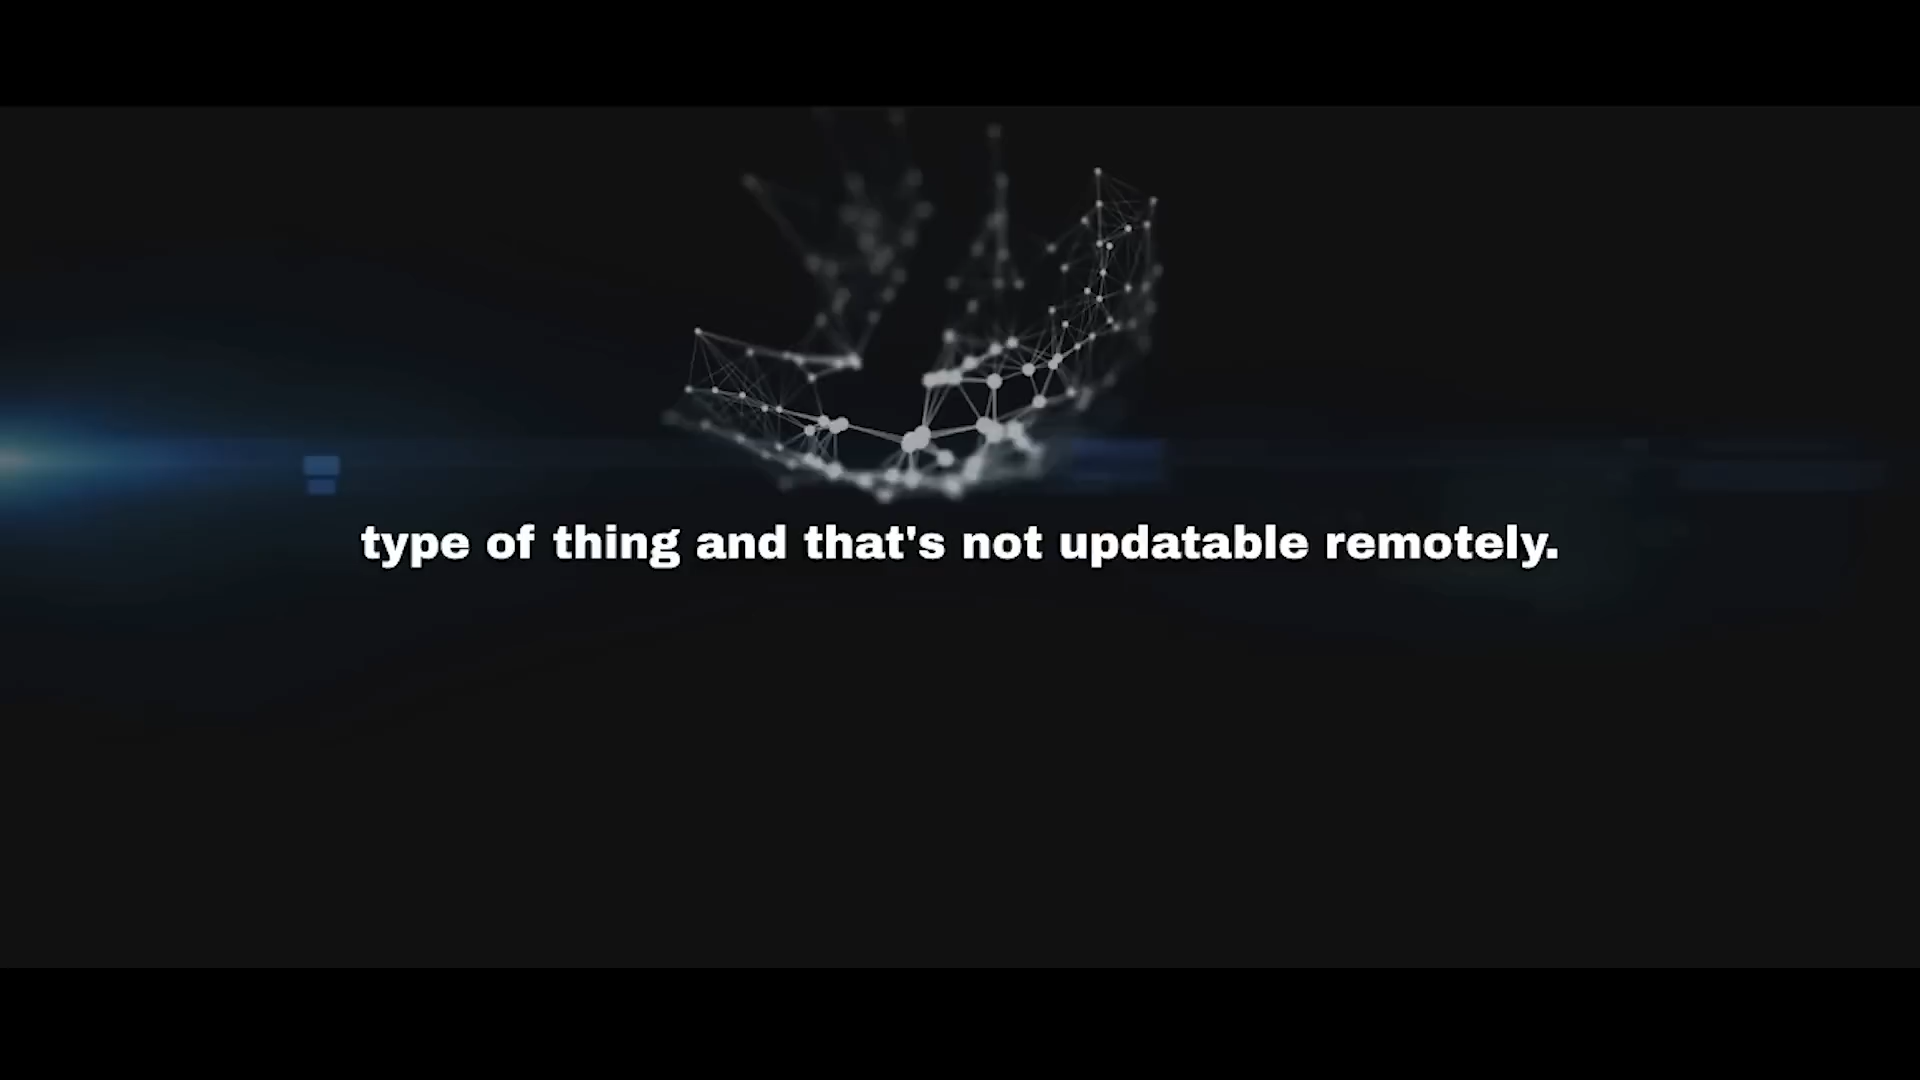 type of thing and that's not updatable remotely.